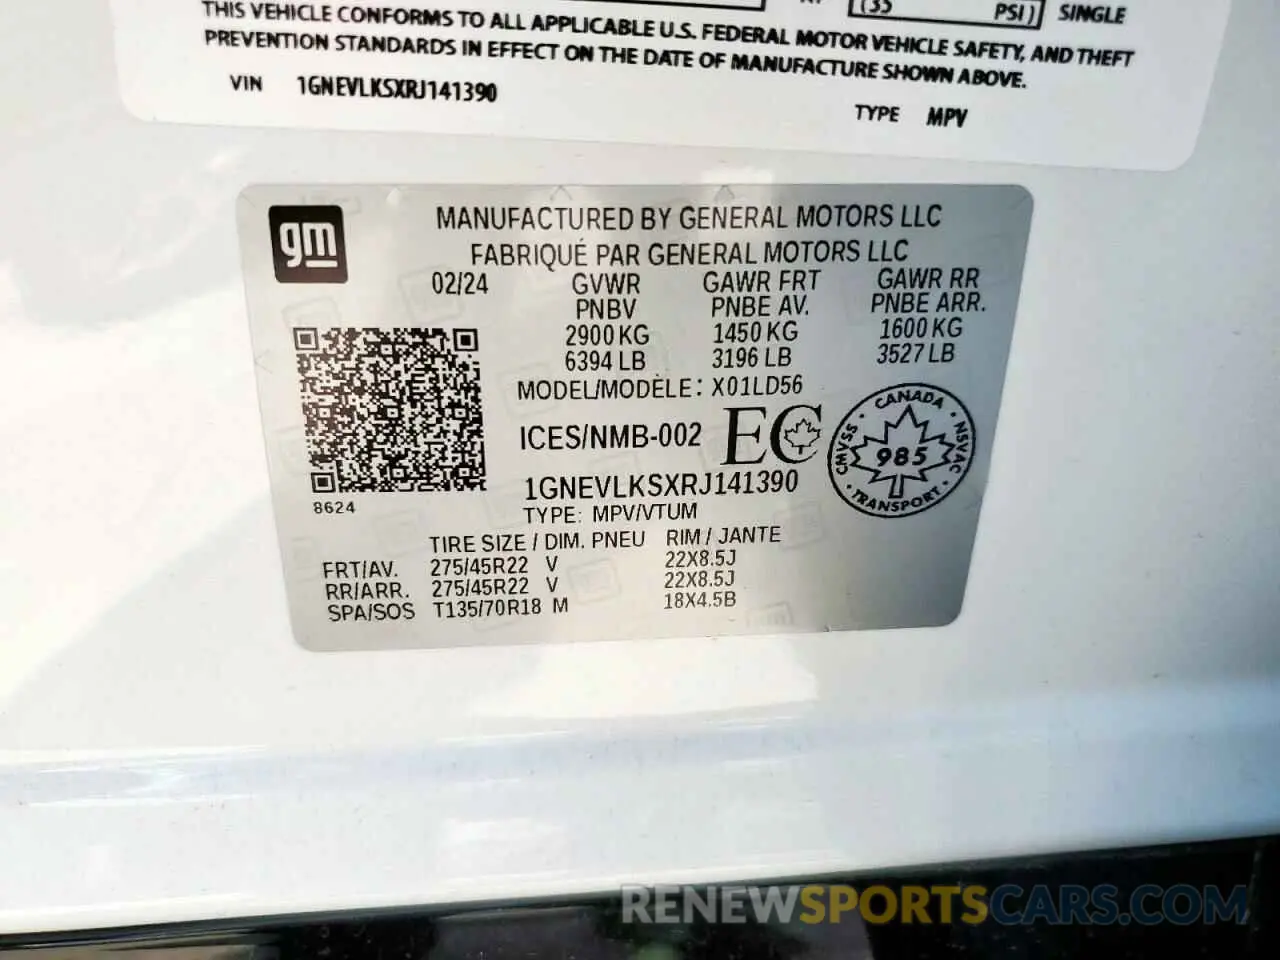 (35 PSI) SINGLE
THIS VEHICLE CONFORMS TO ALL APPLICABLE U.S. FEDERAL MOTOR VEHICLE SAFETY, AND THEFT
PREVENTION STANDARDS IN EFFECT ON THE DATE OF MANUFACTURE SHOWN ABOVE.
VIN 1GNEVLKSXRJ141390
TYPE MPV
gm
MANUFACTURED BY GENERAL MOTORS LLC
FABRIQUÉ PAR GENERAL MOTORS LLC
02/24 GVWR GAWR FRT GAWR RR
PNBV PNBE AV. PNBE ARR.
2900 KG 1450 KG 1600 KG
6394 LB 3196 LB 3527 LB
MODEL/MODÈLE: X01LD56
ICES/NMB-002 EC
CANADA
CMVSS 985 NSVAC
TRANSPORT
1GNEVLKSXRJ141390
8624
TYPE: MPV/VTUM
TIRE SIZE / DIM. PNEU RIM / JANTE
FRT/AV. 275/45R22 V 22X8.5J
RR/ARR. 275/45R22 V 22X8.5J
SPA/SOS T135/70R18 M 18X4.5B
RENEWSPORTSCARS.COM